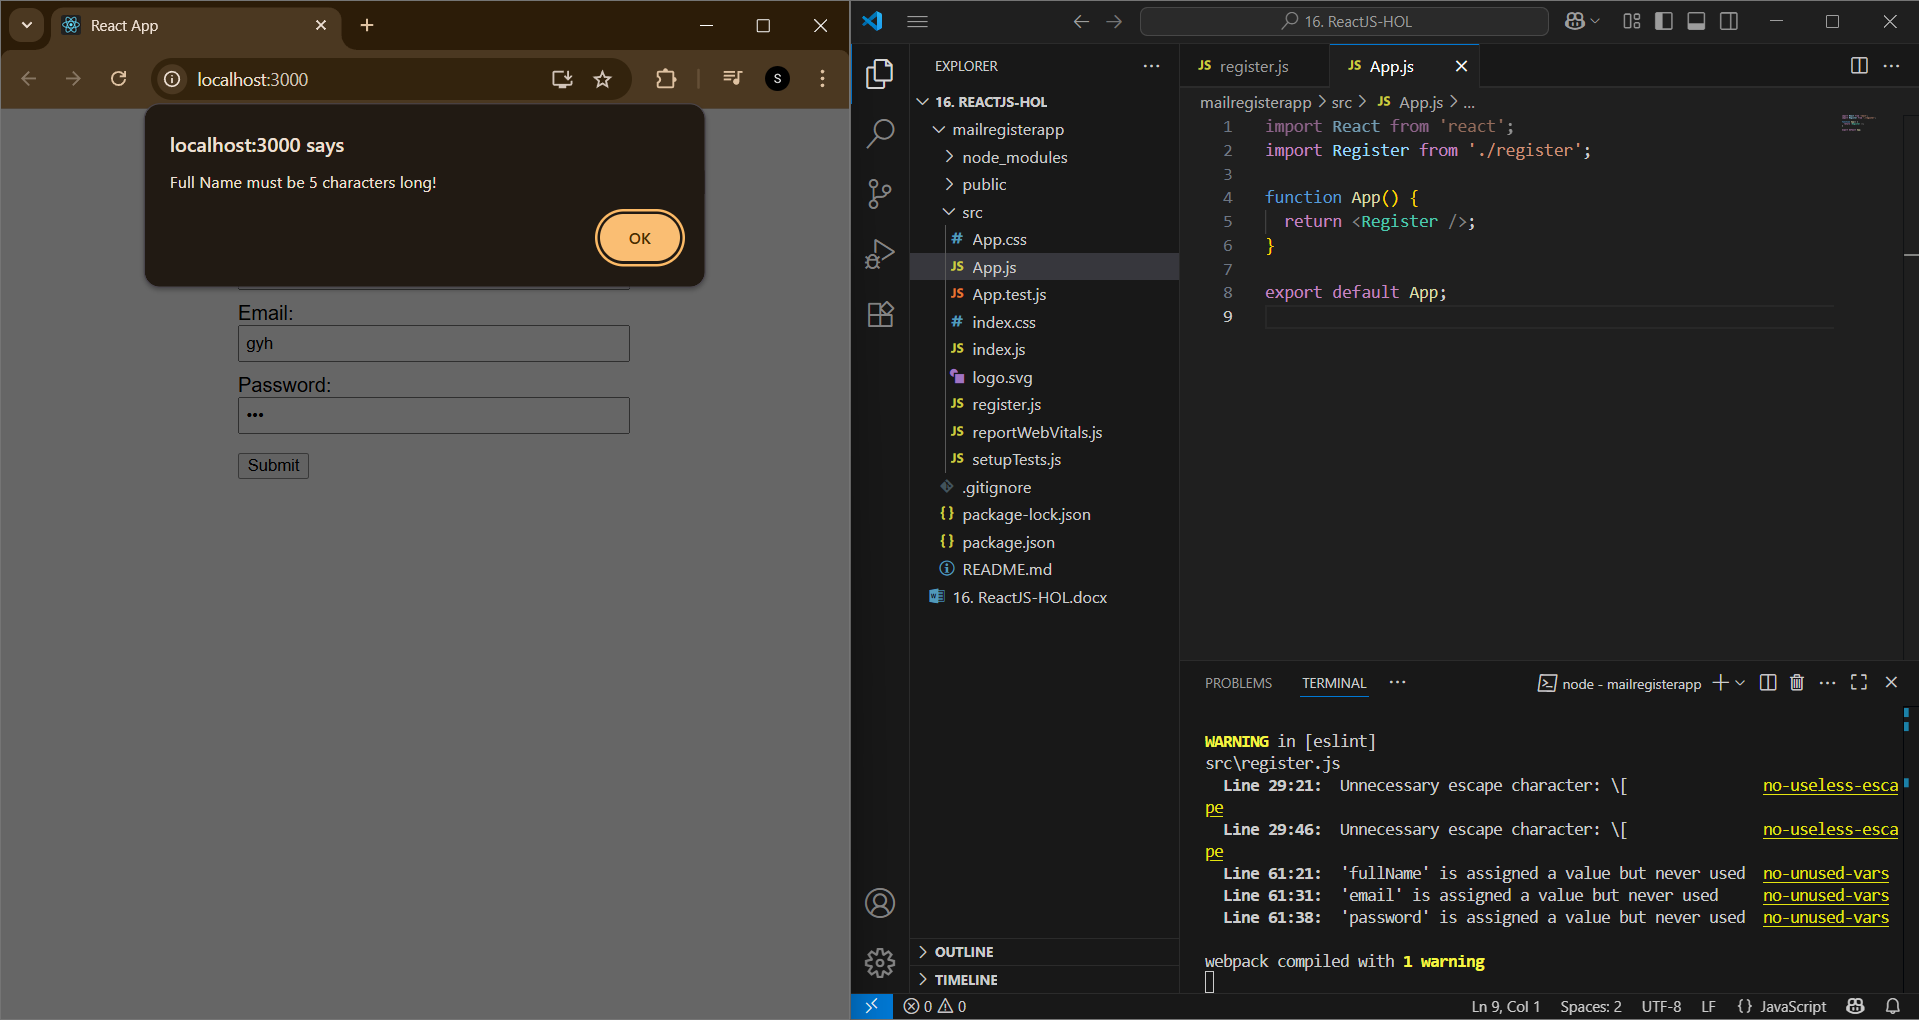 React App
localhost:3000
S
localhost:3000 says
Full Name must be 5 characters long!
OK
Email:
gyh
Password:
•••
Submit
16. ReactJS-HOL
EXPLORER
16. REACTJS-HOL
mailregisterapp
node_modules
public
src
# App.css
JS App.js
JS App.test.js
# index.css
JS index.js
logo.svg
JS register.js
JS reportWebVitals.js
JS setupTests.js
.gitignore
{} package-lock.json
{} package.json
README.md
16. ReactJS-HOL.docx
OUTLINE
TIMELINE
JS register.js
JS App.js
mailregisterapp > src > JS App.js > ...
1 import React from 'react';
2 import Register from './register';
3
4 function App() {
5 return <Register />;
6 }
7
8 export default App;
9
PROBLEMS TERMINAL
node - mailregisterapp
WARNING in [eslint]
src\register.js
Line 29:21: Unnecessary escape character: \[ no-useless-esca
pe
Line 29:46: Unnecessary escape character: \[ no-useless-esca
pe
Line 61:21: 'fullName' is assigned a value but never used no-unused-vars
Line 61:31: 'email' is assigned a value but never used no-unused-vars
Line 61:38: 'password' is assigned a value but never used no-unused-vars
webpack compiled with 1 warning
0 0
Ln 9, Col 1 Spaces: 2 UTF-8 LF {} JavaScript